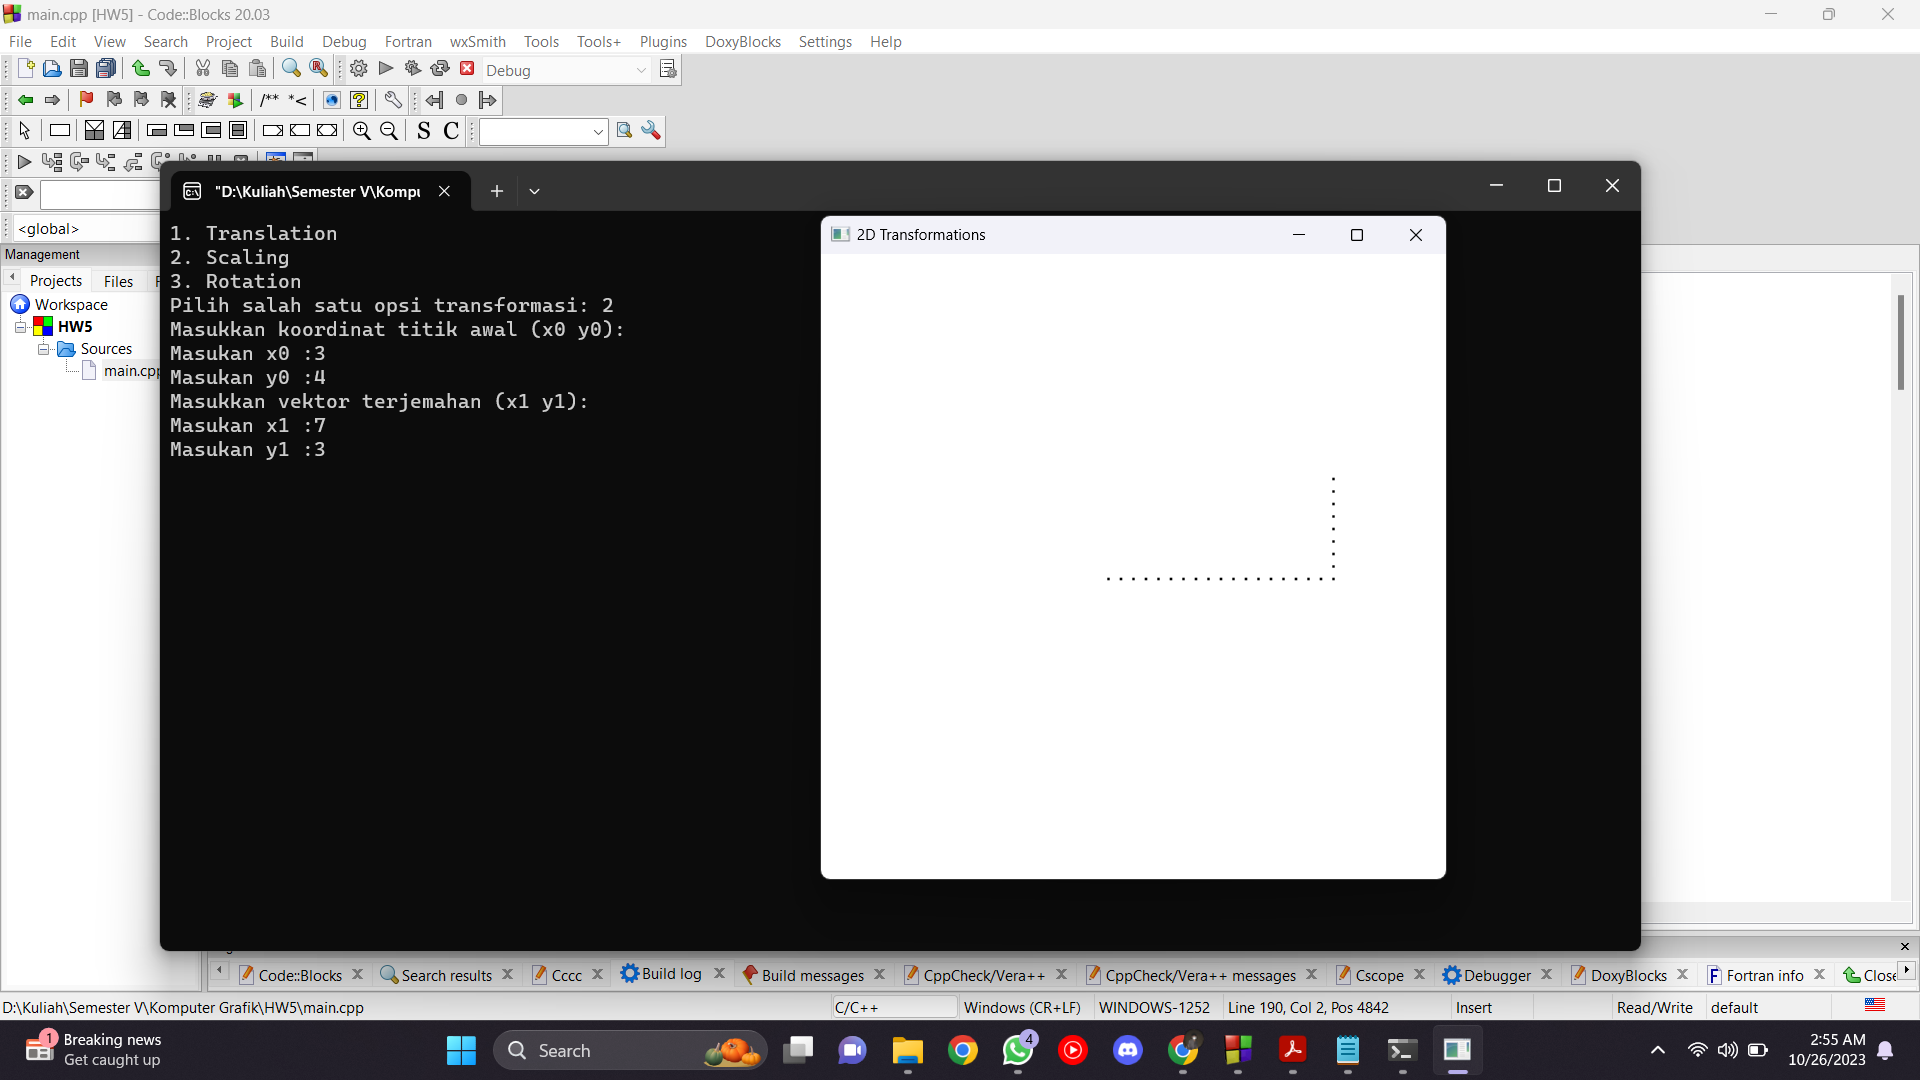 main.cpp [HW5] - Code::Blocks 20.03
File Edit View Search Project Build Debug Fortran wxSmith Tools Tools+ Plugins DoxyBlocks Settings Help
Debug
/** *<
S C
<global>
"D:\Kuliah\Semester V\Kompu
Management
Projects Files
Workspace
HW5
Sources
main.cpp
1. Translation
2. Scaling
3. Rotation
Pilih salah satu opsi transformasi: 2
Masukkan koordinat titik awal (x0 y0):
Masukan x0 :3
Masukan y0 :4
Masukkan vektor terjemahan (x1 y1):
Masukan x1 :7
Masukan y1 :3
2D Transformations
Code::Blocks Search results Cccc Build log Build messages CppCheck/Vera++ CppCheck/Vera++ messages Cscope Debugger DoxyBlocks Fortran info Close
D:\Kuliah\Semester V\Komputer Grafik\HW5\main.cpp C/C++ Windows (CR+LF) WINDOWS-1252 Line 190, Col 2, Pos 4842 Insert Read/Write default
1
Breaking news
Get caught up
Search
4
2:55 AM
10/26/2023